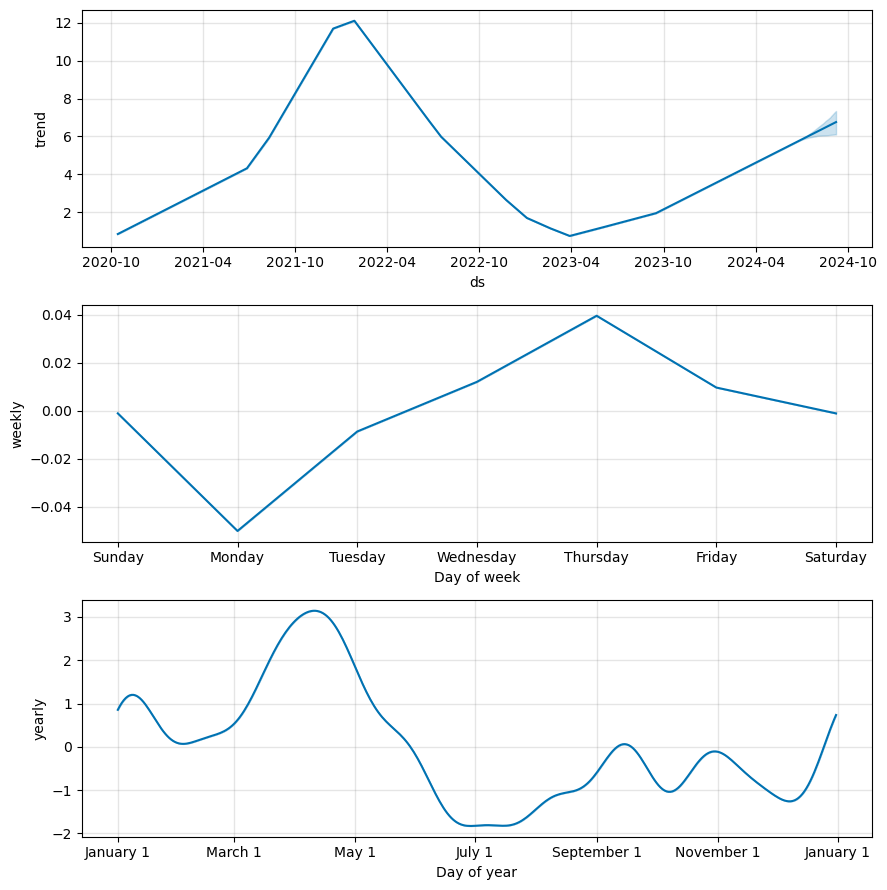 12
10
8
6
4
2
trend
2020-10 2021-04 2021-10 2022-04 2022-10 2023-04 2023-10 2024-04 2024-10
ds
0.04
0.02
0.00
−0.02
−0.04
weekly
Sunday Monday Tuesday Wednesday Thursday Friday Saturday
Day of week
3
2
1
0
−1
−2
yearly
January 1 March 1 May 1 July 1 September 1 November 1 January 1
Day of year